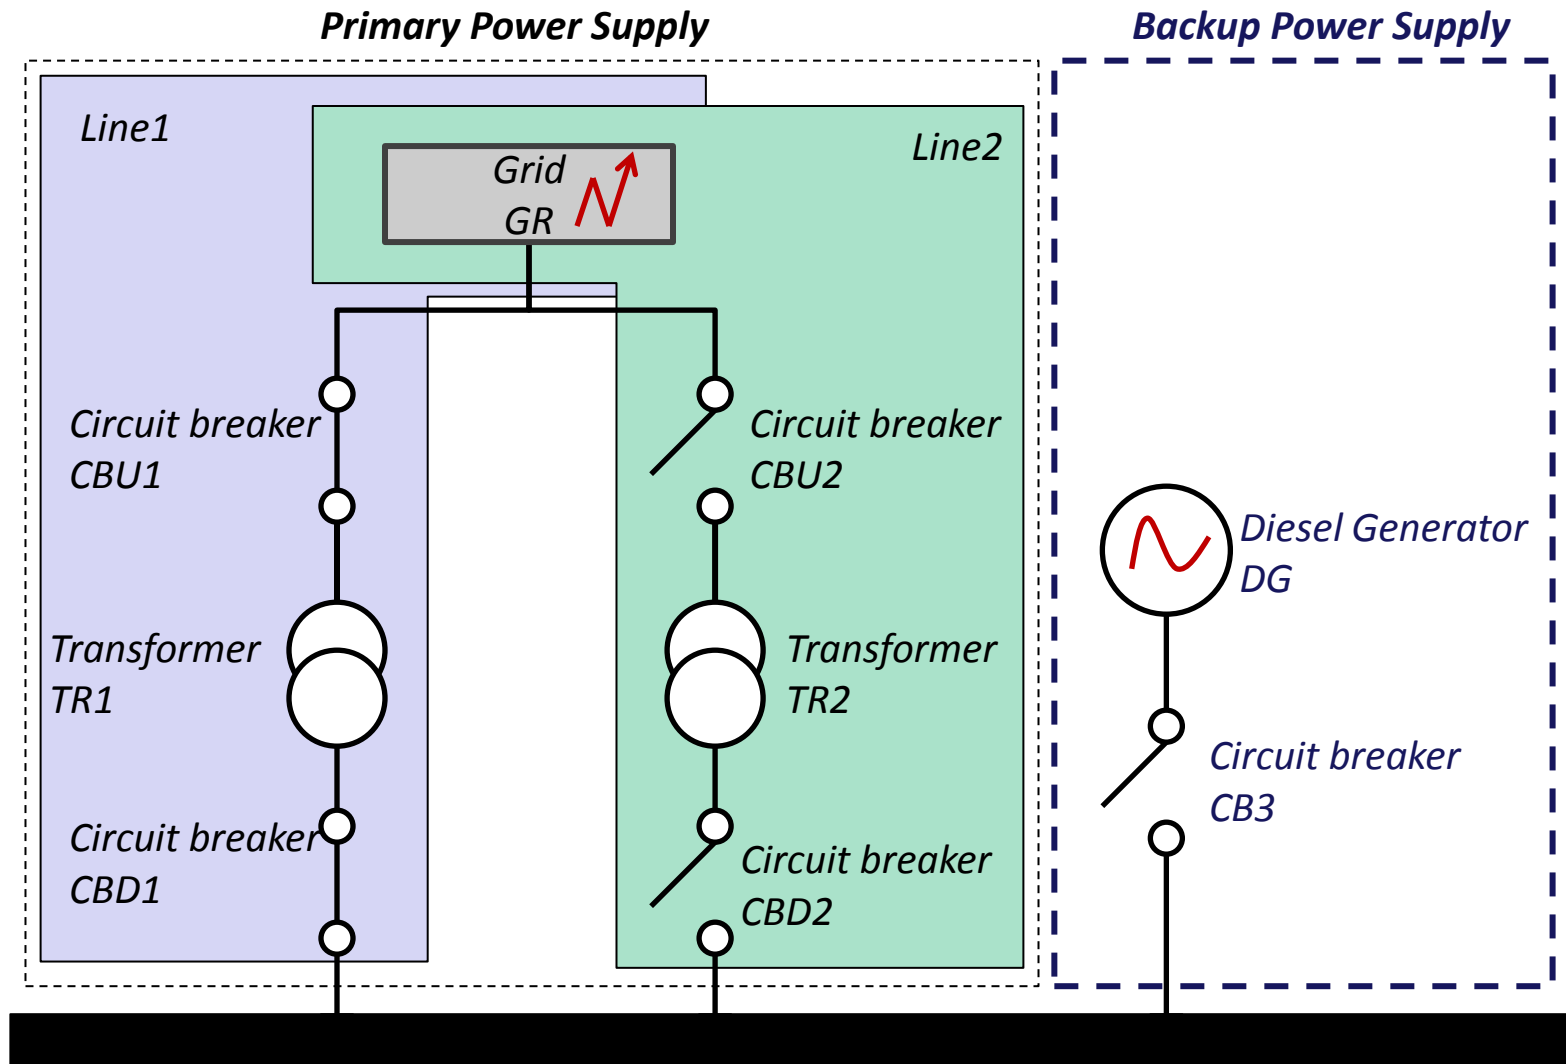 Primary Power Supply
Backup Power Supply
Line1
Line2
Grid
GR
Circuit breaker
CBU1
Circuit breaker
CBU2
Diesel Generator
DG
Transformer
TR1
Transformer
TR2
Circuit breaker
CB3
Circuit breaker
CBD1
Circuit breaker
CBD2